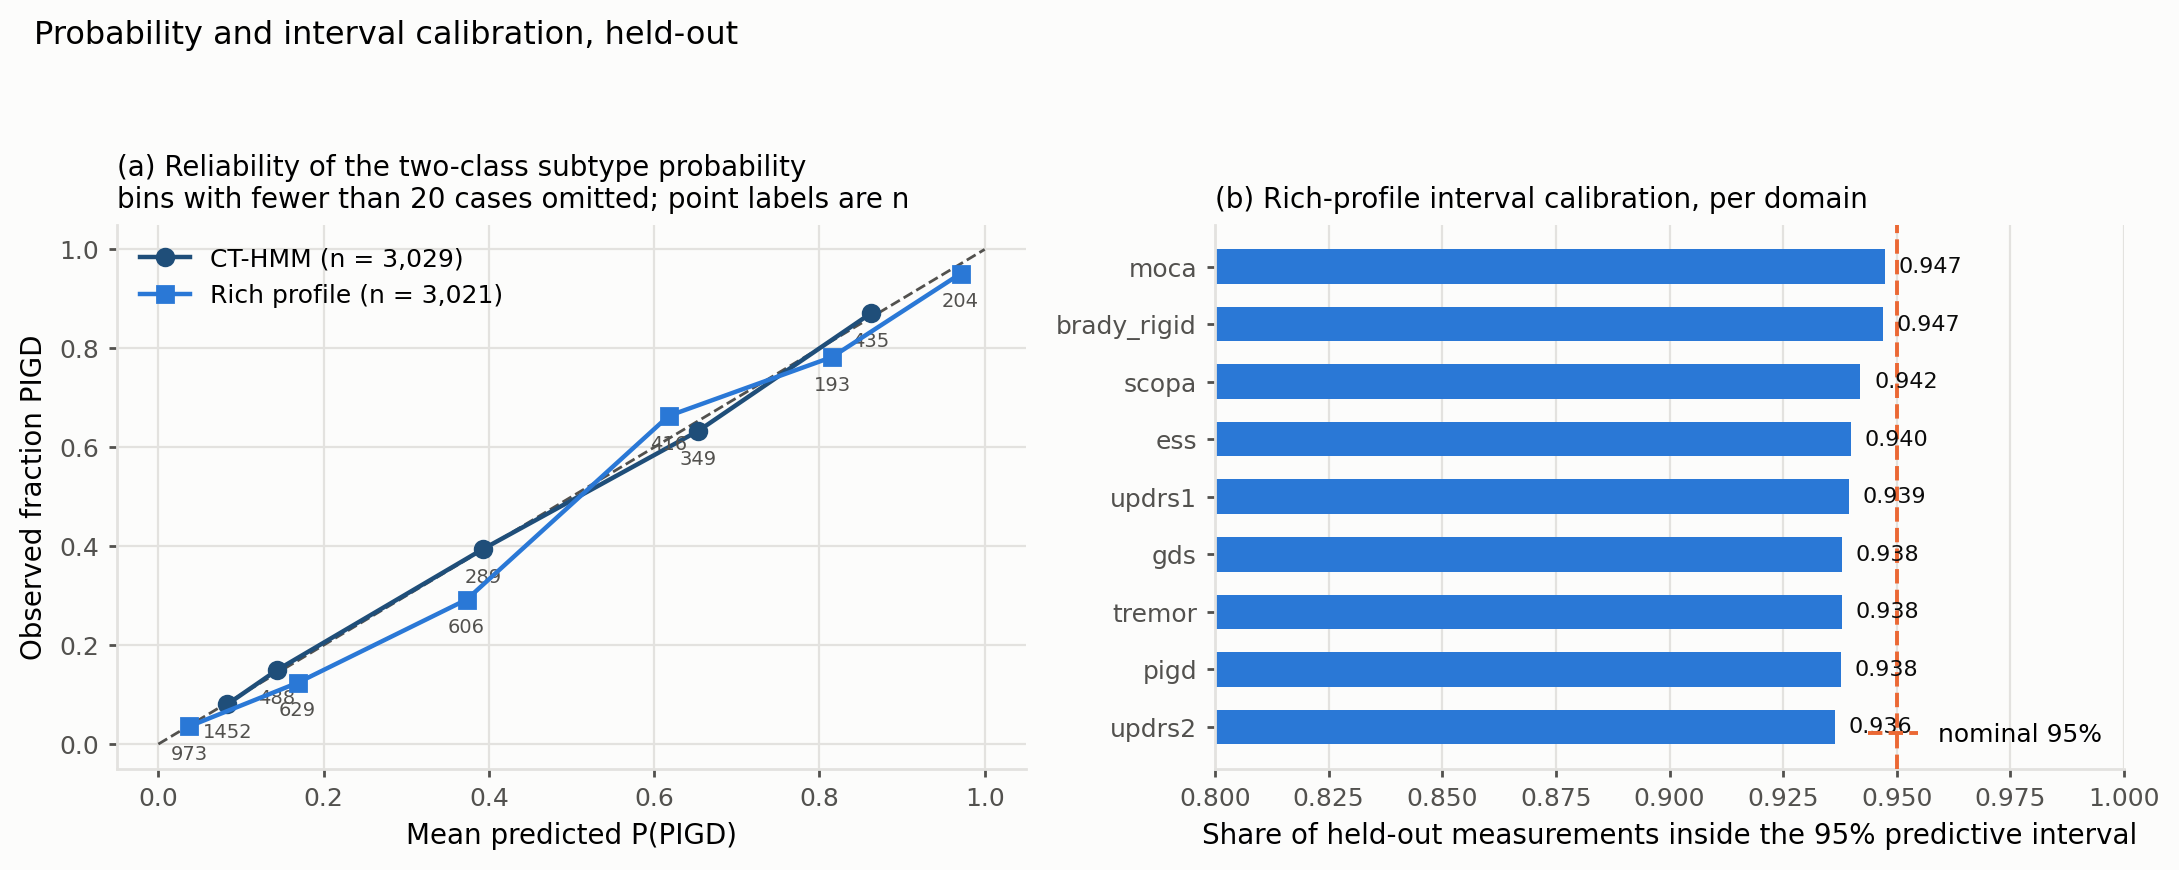 Probability and interval calibration, held-out
(a) Reliability of the two-class subtype probability
bins with fewer than 20 cases omitted; point labels are n
CT-HMM (n = 3,029)
Rich profile (n = 3,021)
Observed fraction PIGD
1.0
0.8
0.6
0.4
0.2
0.0
204
435
193
416
349
289
606
488
629
1452
973
0.0 0.2 0.4 0.6 0.8 1.0
Mean predicted P(PIGD)
(b) Rich-profile interval calibration, per domain
moca 0.947
brady_rigid 0.947
scopa 0.942
ess 0.940
updrs1 0.939
gds 0.938
tremor 0.938
pigd 0.938
updrs2 0.936
nominal 95%
0.800 0.825 0.850 0.875 0.900 0.925 0.950 0.975 1.000
Share of held-out measurements inside the 95% predictive interval